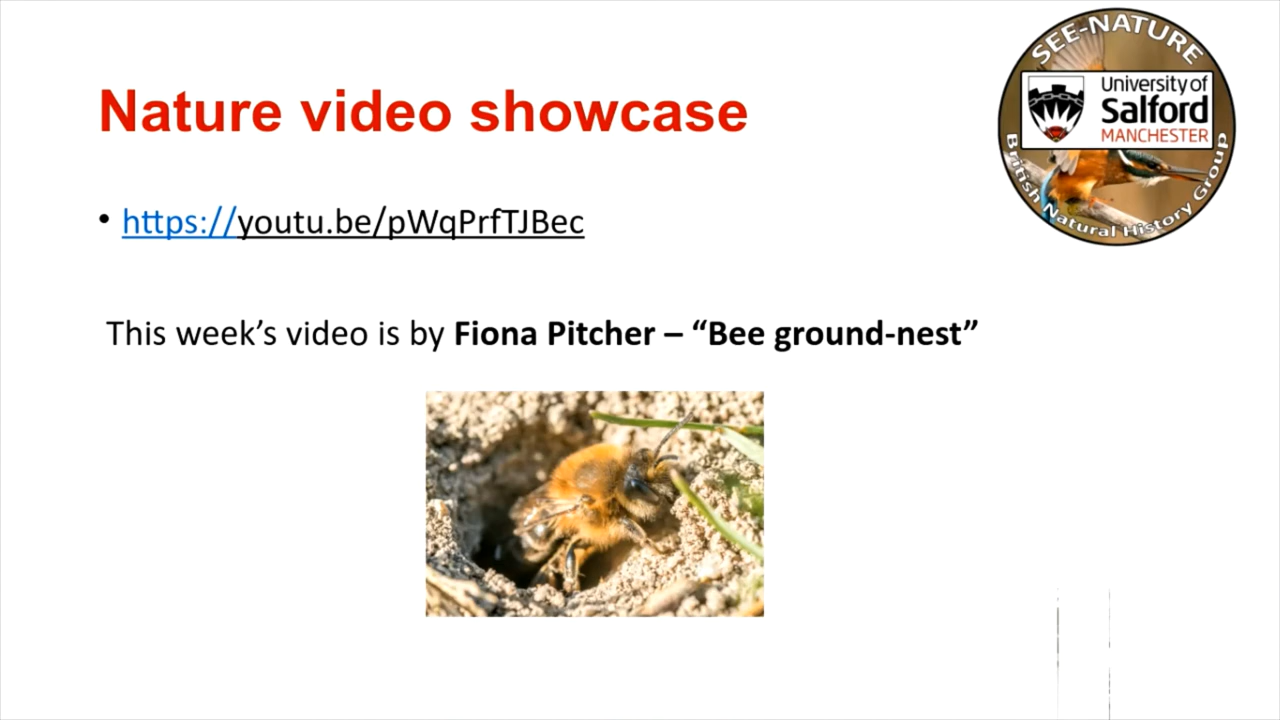 SEE-NATURE
University of
Salford
MANCHESTER
British Natural History Group
Nature video showcase
• https://youtu.be/pWqPrfTJBec
This week’s video is by Fiona Pitcher – “Bee ground-nest”